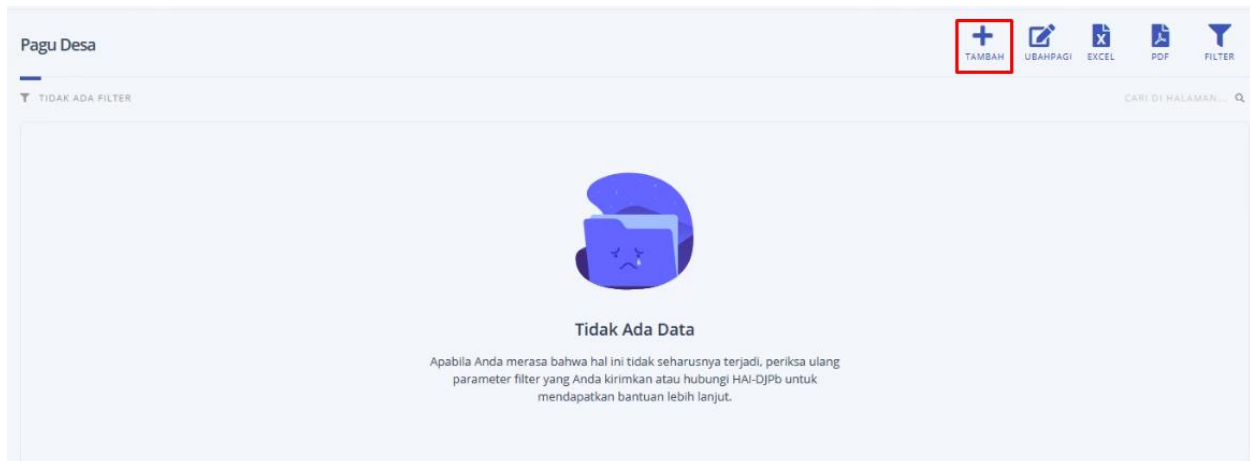 Pagu Desa
TAMBAH
UBAHPAGI
EXCEL
PDF
FILTER
TIDAK ADA FILTER
CARI DI HALAMAN...
Tidak Ada Data
Apabila Anda merasa bahwa hal ini tidak seharusnya terjadi, periksa ulang
parameter filter yang Anda kirimkan atau hubungi HAI-DJPb untuk
mendapatkan bantuan lebih lanjut.